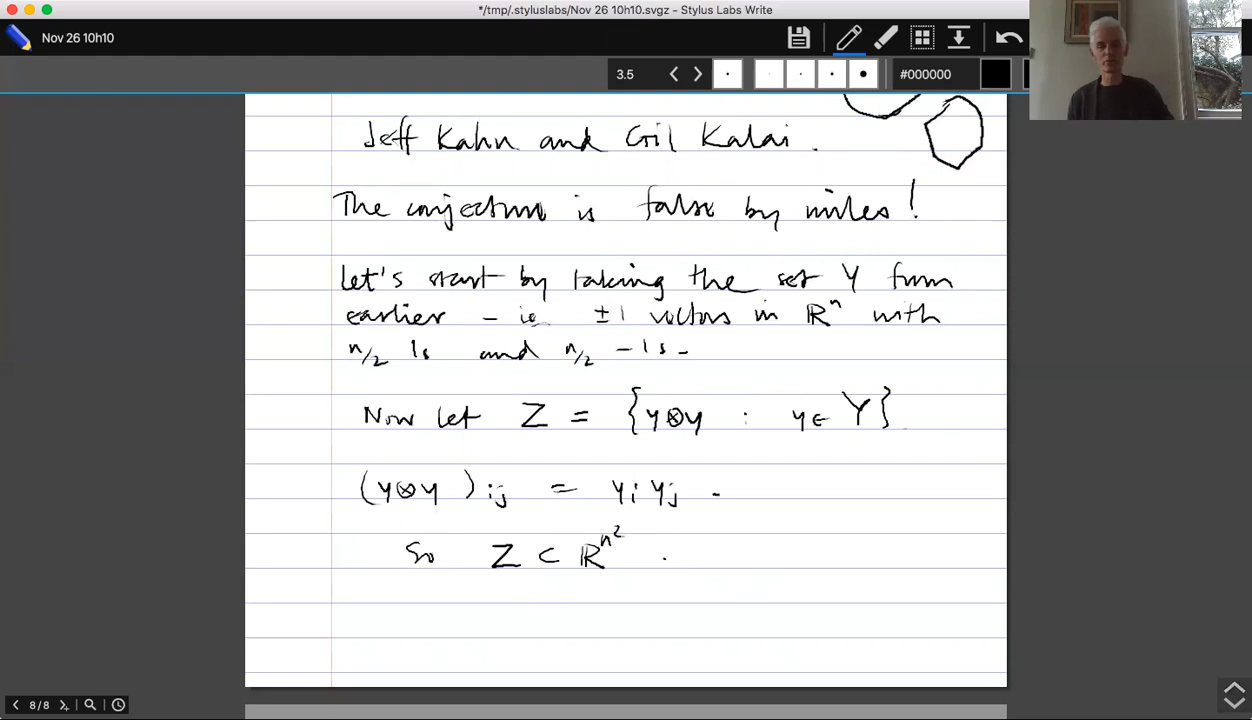 */tmp/.styluslabs/Nov 26 10h10.svgz - Stylus Labs Write
Nov 26 10h10
3.5
#000000
Jeff Kahn and Gil Kalai.
The conjecture is false by miles!
Let's start by taking the set Y from
earlier - ie ±1 vectors in ℝⁿ with
n/2 1s and n/2 -1s.
Now let Z = {y⊗y : y ∈ Y}
(y⊗y)ij = yi yj .
So Z ⊂ ℝ^n² .
8/8